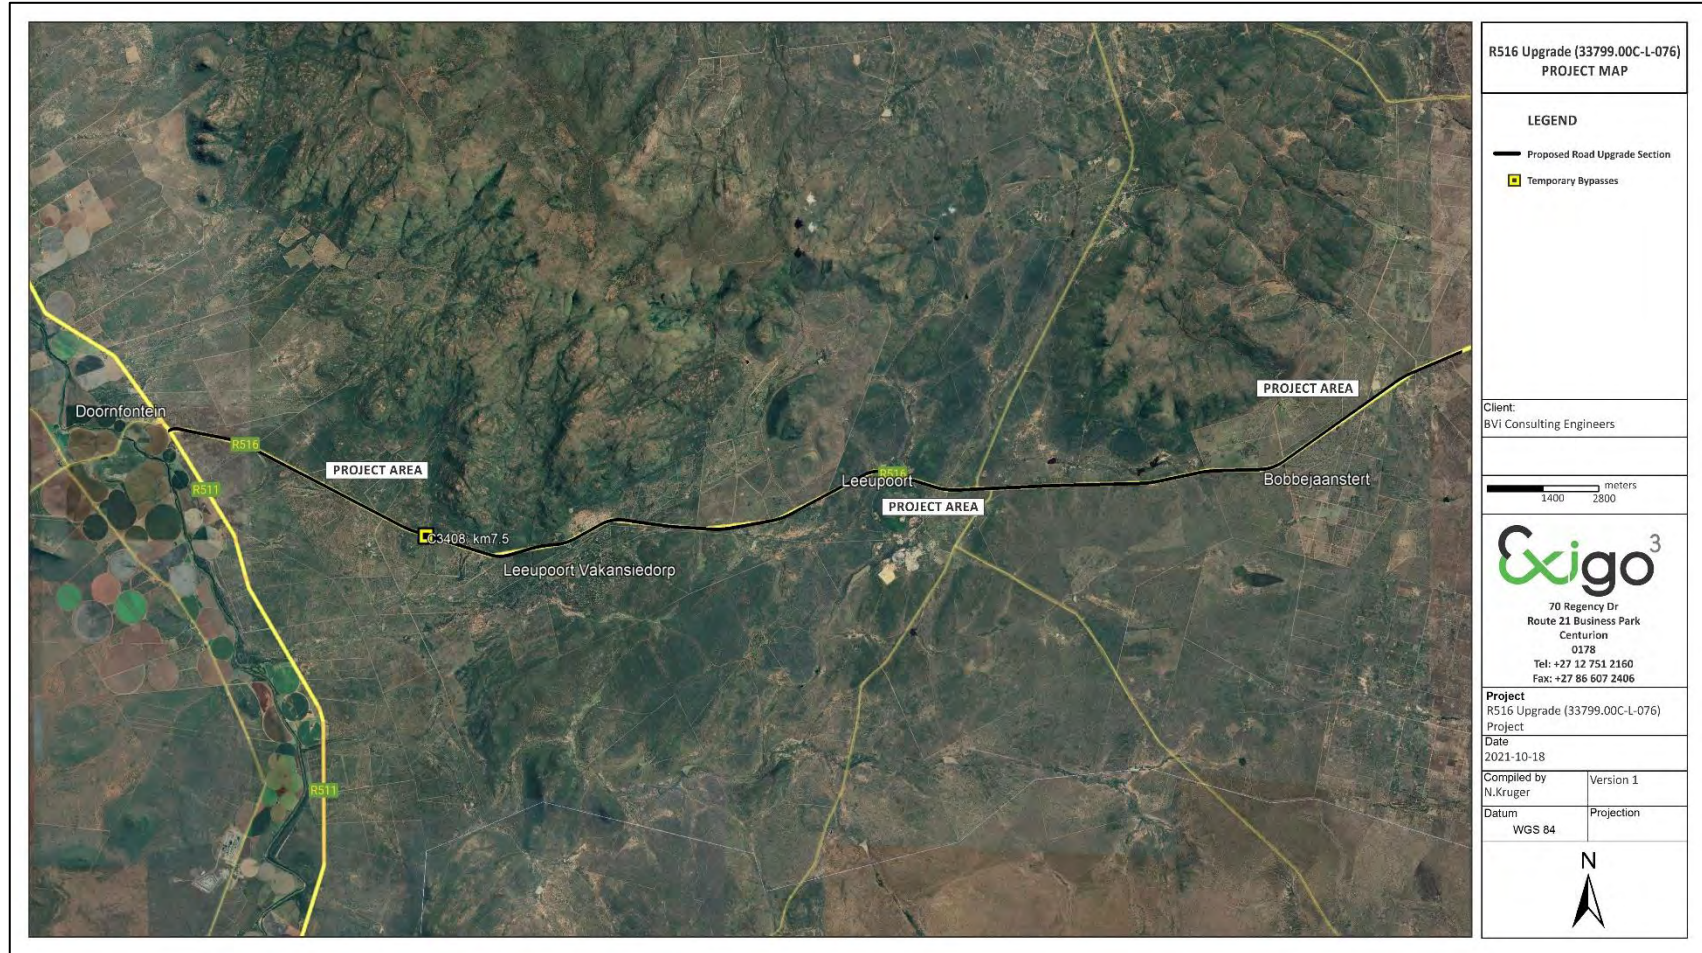 R516 Upgrade (33799.00C-L-076)
PROJECT MAP
LEGEND
Proposed Road Upgrade Section
Temporary Bypasses
Client:
BVi Consulting Engineers
meters
1400 2800
Exigo3
70 Regency Dr
Route 21 Business Park
Centurion
0178
Tel: +27 12 751 2160
Fax: +27 86 607 2406
Project
R516 Upgrade (33799.00C-L-076)
Project
Date
2021-10-18
Compiled by
N.Kruger
Version 1
Datum
WGS 84
Projection
N
PROJECT AREA
Doornfontein
R516
PROJECT AREA
R516
Leeupoort
Bobbejaanstert
R511
PROJECT AREA
C3408, km7.5
Leeupoort Vakansiedorp
R511